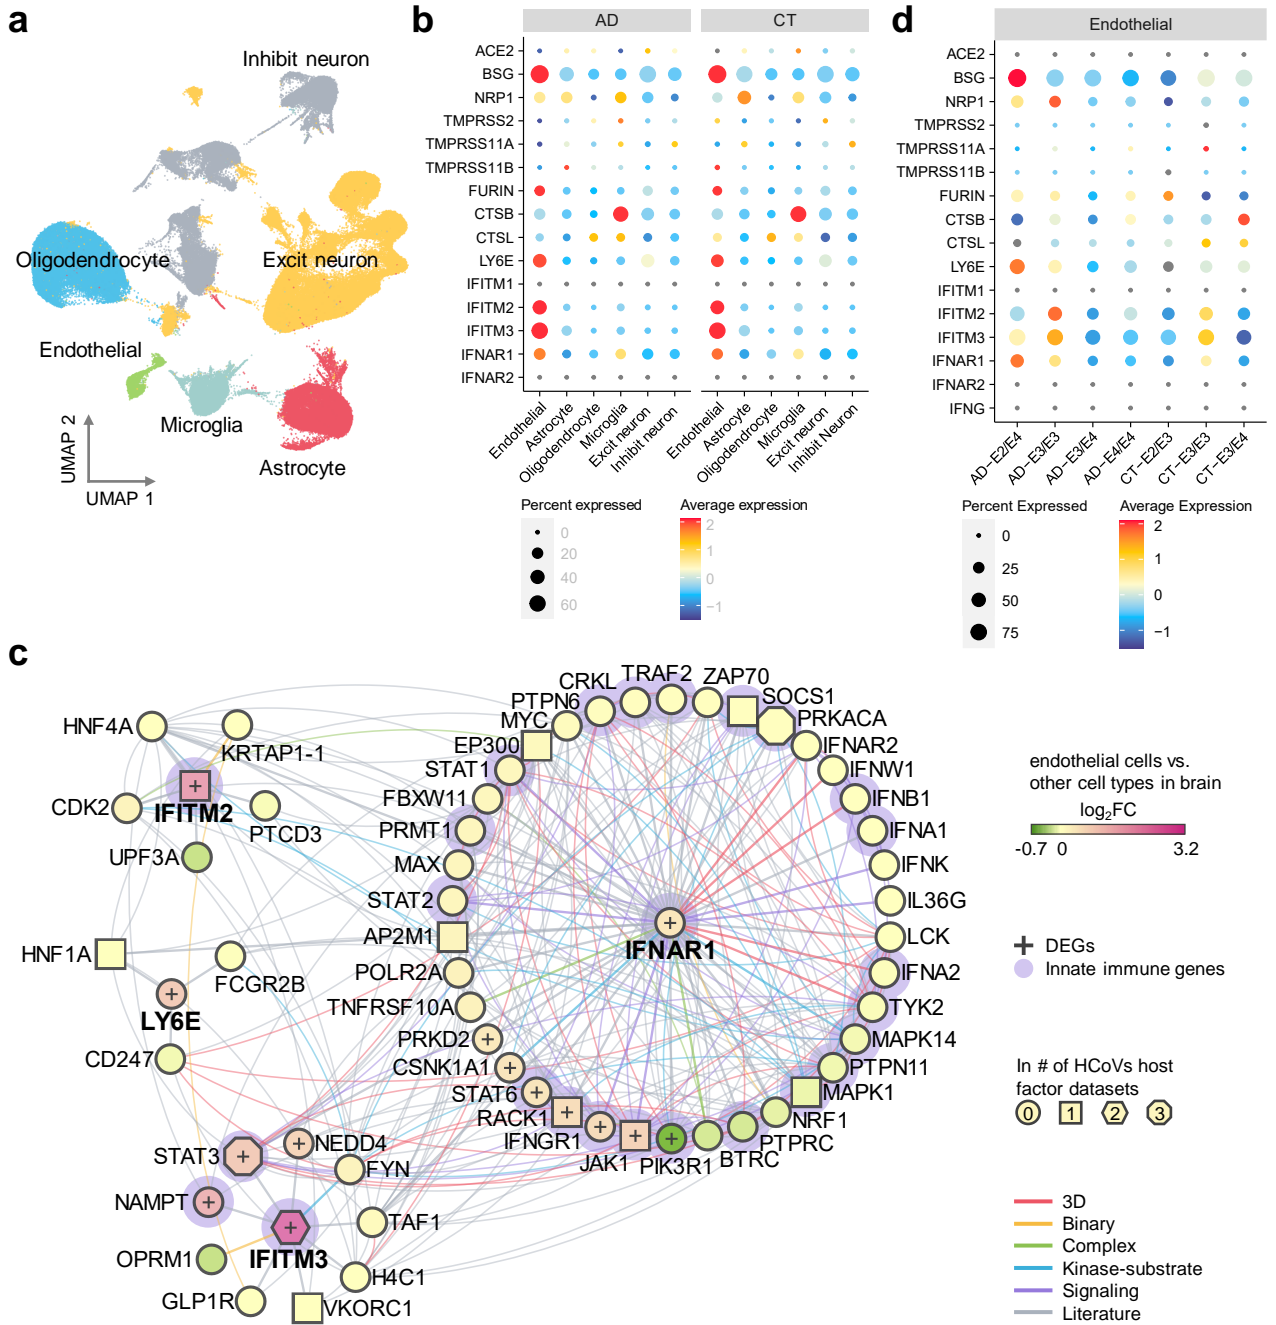 a
Inhibit neuron
Oligodendrocyte
Excit neuron
Endothelial
Microglia
Astrocyte
UMAP 2
UMAP 1
b
AD
CT
ACE2
BSG
NRP1
TMPRSS2
TMPRSS11A
TMPRSS11B
FURIN
CTSB
CTSL
LY6E
IFITM1
IFITM2
IFITM3
IFNAR1
IFNAR2
Endothelial
Astrocyte
Oligodendrocyte
Microglia
Excit neuron
Inhibit neuron
Endothelial
Astrocyte
Oligodendrocyte
Microglia
Excit neuron
Inhibit Neuron
Percent expressed
0
20
40
60
Average expression
2
1
0
−1
d
Endothelial
ACE2
BSG
NRP1
TMPRSS2
TMPRSS11A
TMPRSS11B
FURIN
CTSB
CTSL
LY6E
IFITM1
IFITM2
IFITM3
IFNAR1
IFNAR2
IFNG
AD−E2/E4
AD−E3/E3
AD−E3/E4
AD−E4/E4
CT−E2/E3
CT−E3/E3
CT−E3/E4
Percent Expressed
0
25
50
75
Average Expression
2
1
0
−1
c
HNF4A
KRTAP1-1
IFITM2
CDK2
PTCD3
UPF3A
HNF1A
FCGR2B
LY6E
CD247
STAT3
NEDD4
FYN
NAMPT
TAF1
IFITM3
OPRM1
H4C1
GLP1R
VKORC1
TRAF2
ZAP70
CRKL
SOCS1
PTPN6
PRKACA
MYC
IFNAR2
EP300
IFNW1
STAT1
IFNB1
FBXW11
IFNA1
PRMT1
IFNK
MAX
IL36G
STAT2
LCK
AP2M1
IFNAR1
IFNA2
POLR2A
TYK2
TNFRSF10A
MAPK14
PRKD2
PTPN11
CSNK1A1
MAPK1
STAT6
NRF1
RACK1
PTPRC
IFNGR1
BTRC
JAK1
PIK3R1
endothelial cells vs.
other cell types in brain
log2FC
-0.7 0 3.2
DEGs
Innate immune genes
In # of HCoVs host
factor datasets
0 1 2 3
3D
Binary
Complex
Kinase-substrate
Signaling
Literature